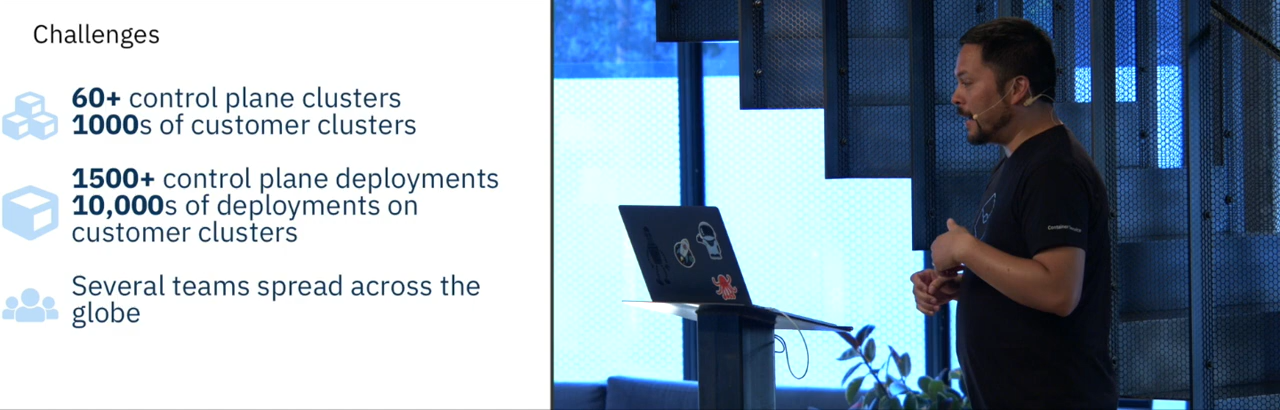 Challenges
60+ control plane clusters
1000s of customer clusters
1500+ control plane deployments
10,000s of deployments on
customer clusters
Several teams spread across the
globe